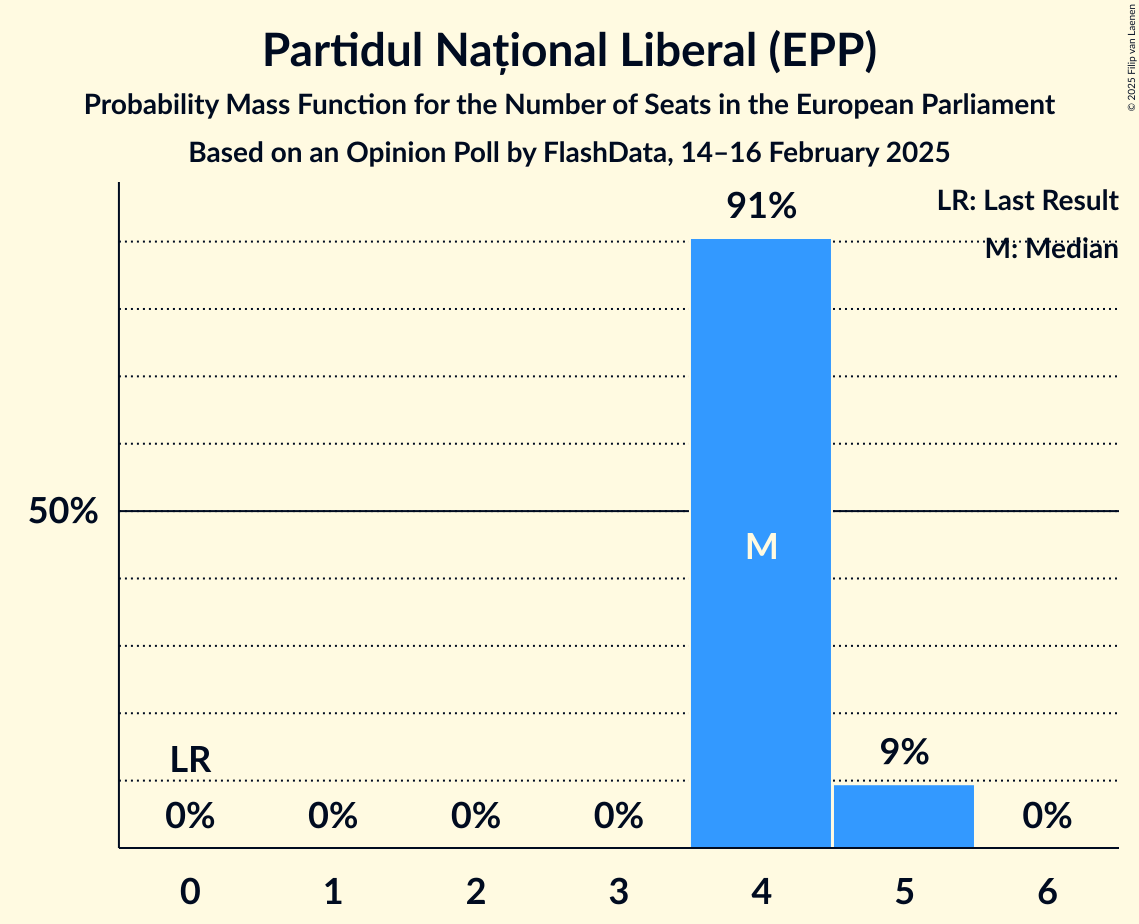 Partidul Național Liberal (EPP)
Probability Mass Function for the Number of Seats in the European Parliament
Based on an Opinion Poll by FlashData, 14–16 February 2025
© 2025 Filip van Laenen
LR: Last Result
M: Median
91%
50%
M
LR
9%
0%
0%
0%
0%
0%
0
1
2
3
4
5
6